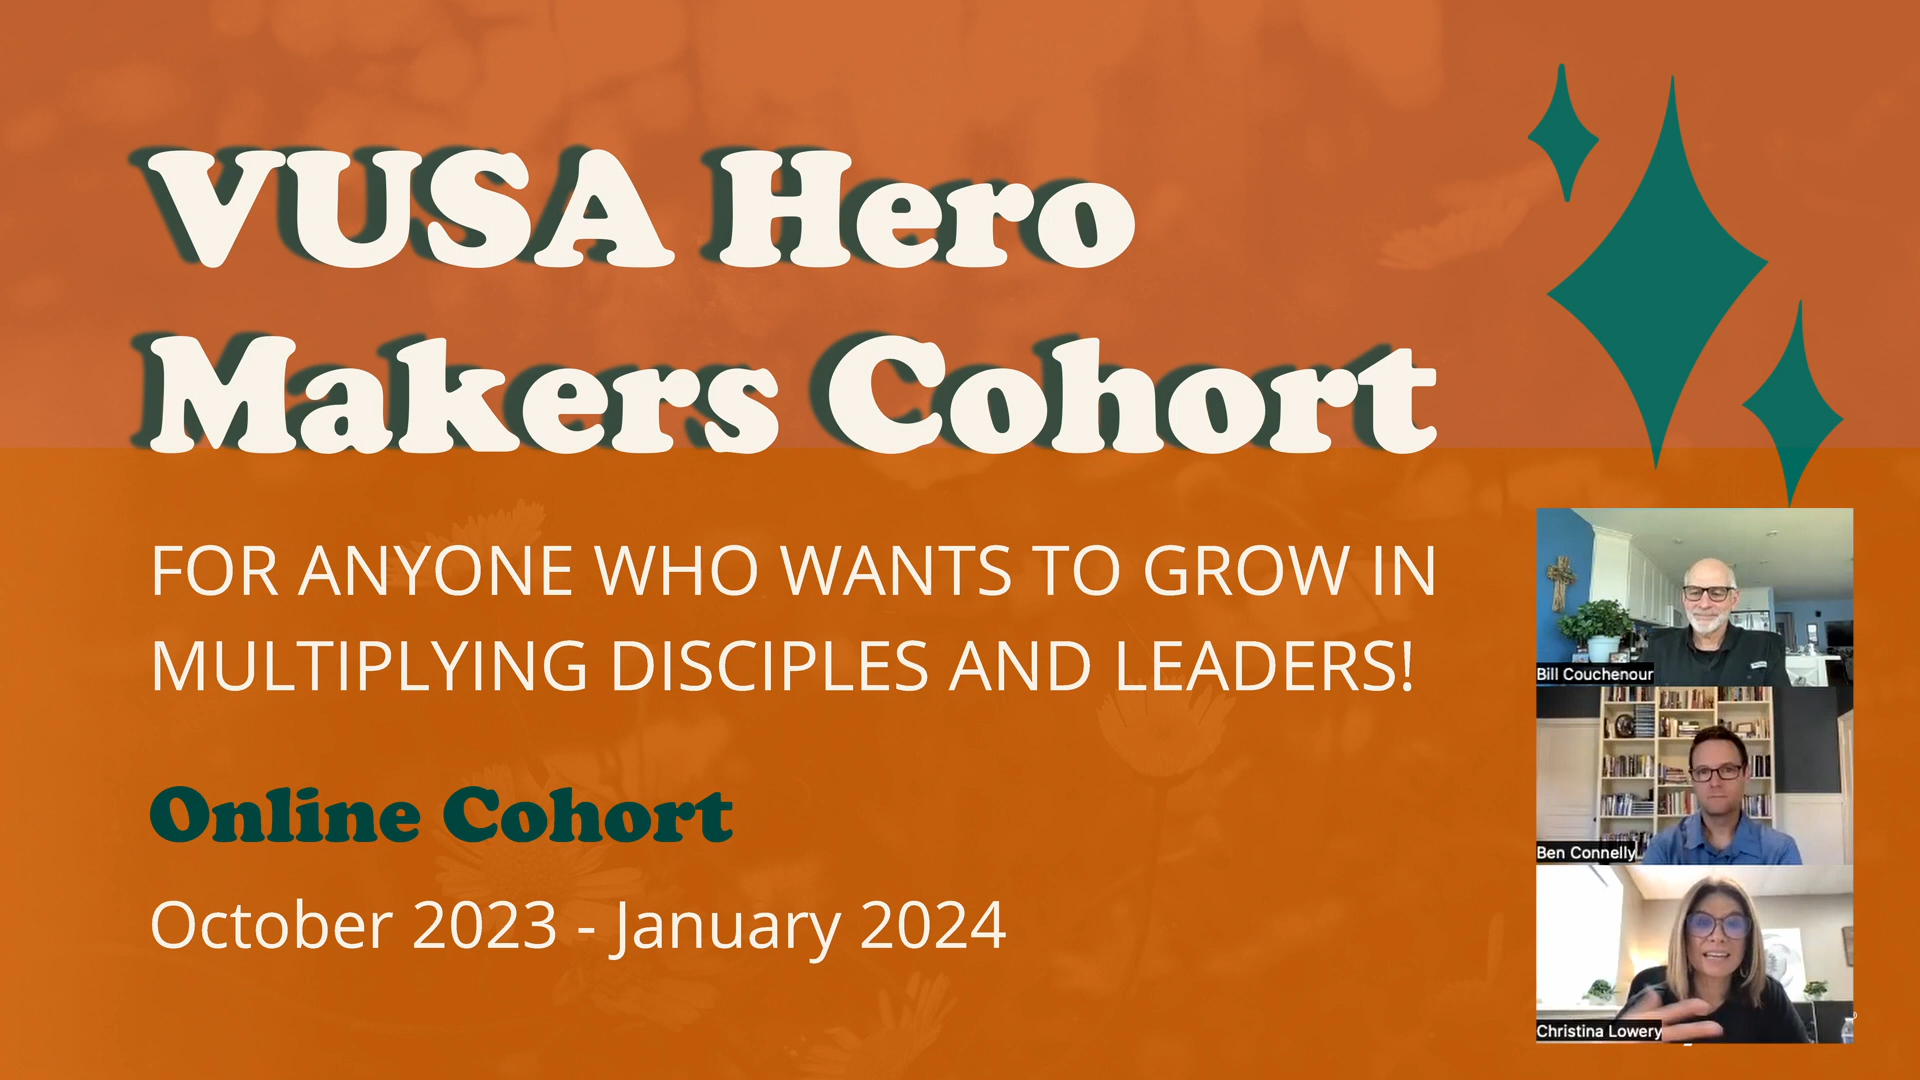 VUSA Hero
Makers Cohort
FOR ANYONE WHO WANTS TO GROW IN
MULTIPLYING DISCIPLES AND LEADERS!
Online Cohort
October 2023 - January 2024
Bill Couchenour
Ben Connelly
Christina Lowery